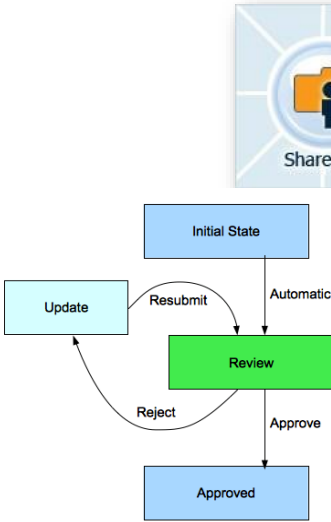 Share
Initial State
Automatic
Update
Resubmit
Review
Reject
Approve
Approved